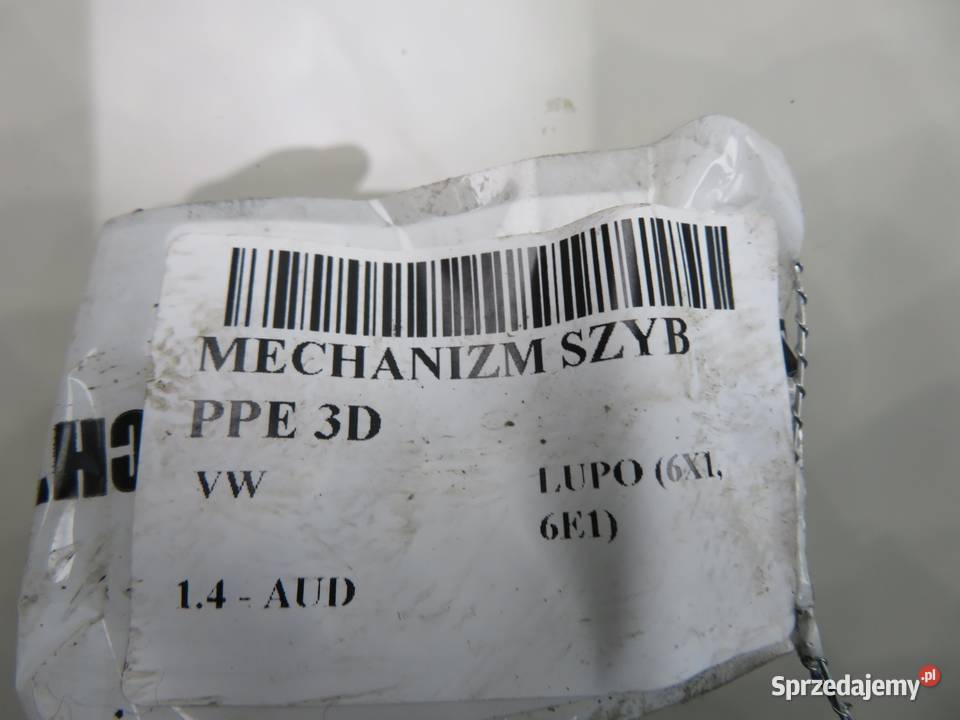 MECHANIZM SZYB
PPE 3D
VW LUPO (6X1,
6E1)
1.4 - AUD
Sprzedajemy.pl